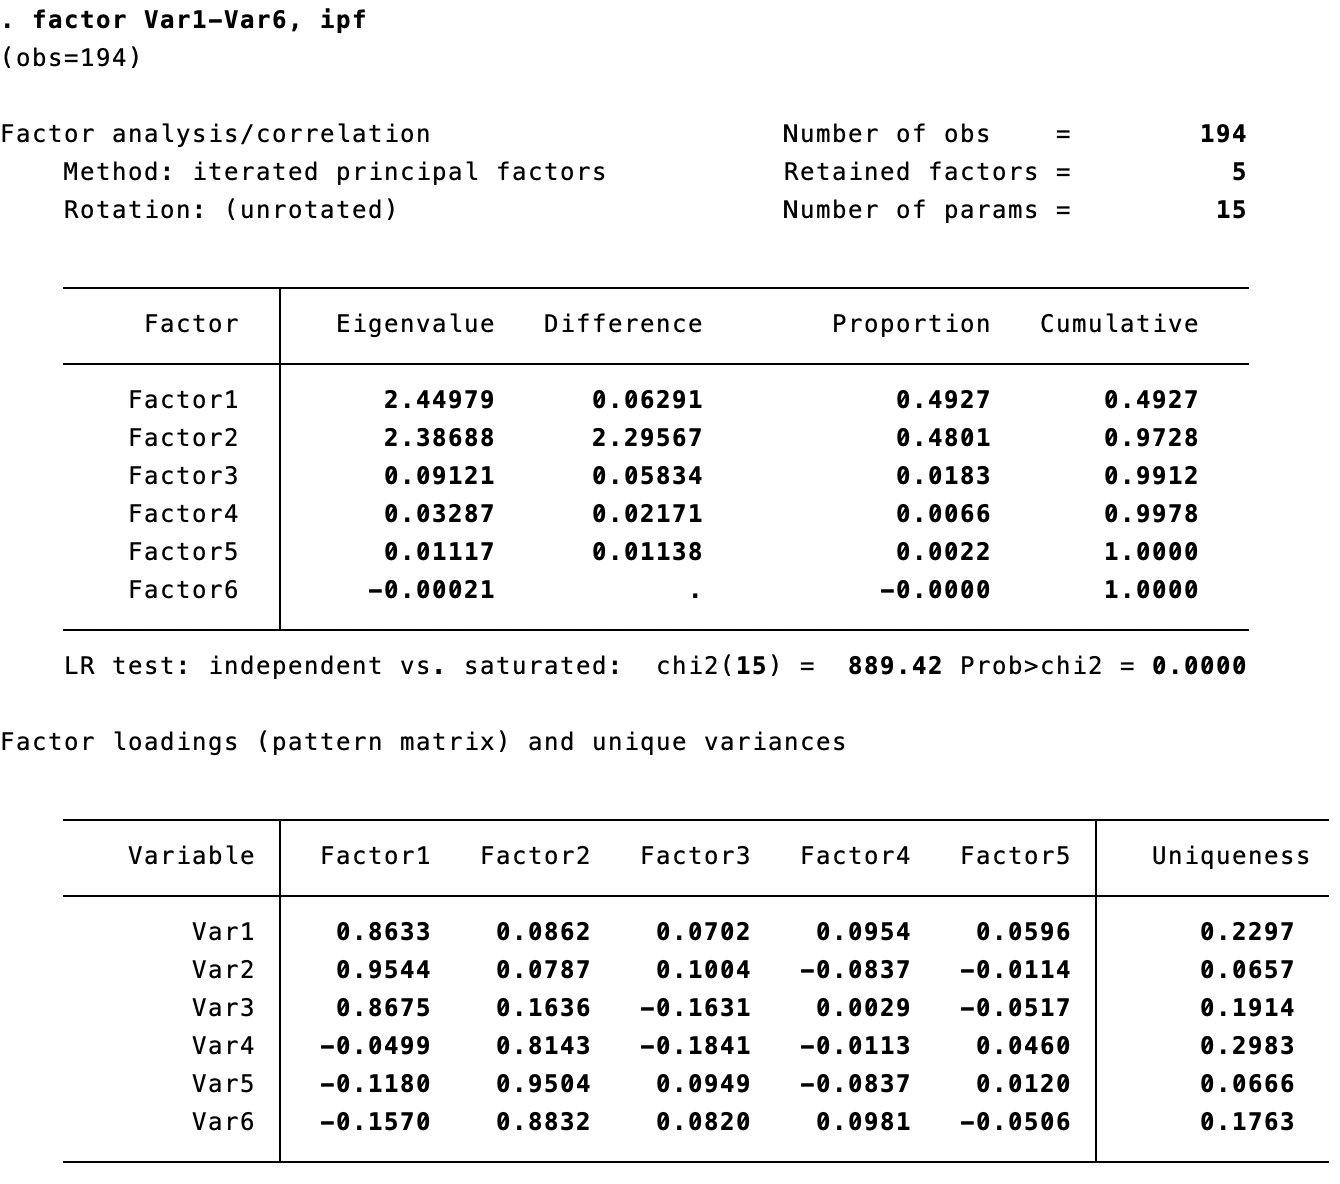 . factor Var1-Var6, ipf
(obs=194)
Factor analysis/correlation Number of obs = 194
Method: iterated principal factors Retained factors = 5
Rotation: (unrotated) Number of params = 15
Factor Eigenvalue Difference Proportion Cumulative
Factor1 2.44979 0.06291 0.4927 0.4927
Factor2 2.38688 2.29567 0.4801 0.9728
Factor3 0.09121 0.05834 0.0183 0.9912
Factor4 0.03287 0.02171 0.0066 0.9978
Factor5 0.01117 0.01138 0.0022 1.0000
Factor6 -0.00021 . -0.0000 1.0000
LR test: independent vs. saturated: chi2(15) = 889.42 Prob>chi2 = 0.0000
Factor loadings (pattern matrix) and unique variances
Variable Factor1 Factor2 Factor3 Factor4 Factor5 Uniqueness
Var1 0.8633 0.0862 0.0702 0.0954 0.0596 0.2297
Var2 0.9544 0.0787 0.1004 -0.0837 -0.0114 0.0657
Var3 0.8675 0.1636 -0.1631 0.0029 -0.0517 0.1914
Var4 -0.0499 0.8143 -0.1841 -0.0113 0.0460 0.2983
Var5 -0.1180 0.9504 0.0949 -0.0837 0.0120 0.0666
Var6 -0.1570 0.8832 0.0820 0.0981 -0.0506 0.1763